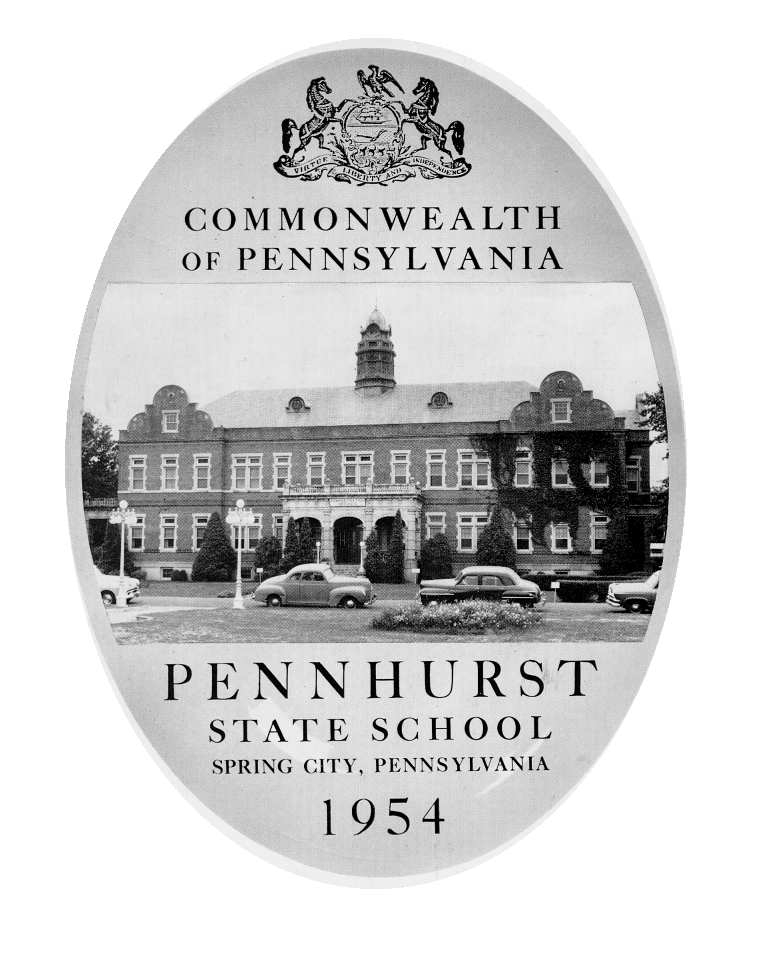 VIRTUE LIBERTY AND INDEPENDENCE
COMMONWEALTH
OF PENNSYLVANIA
PENNHURST
STATE SCHOOL
SPRING CITY, PENNSYLVANIA
1954